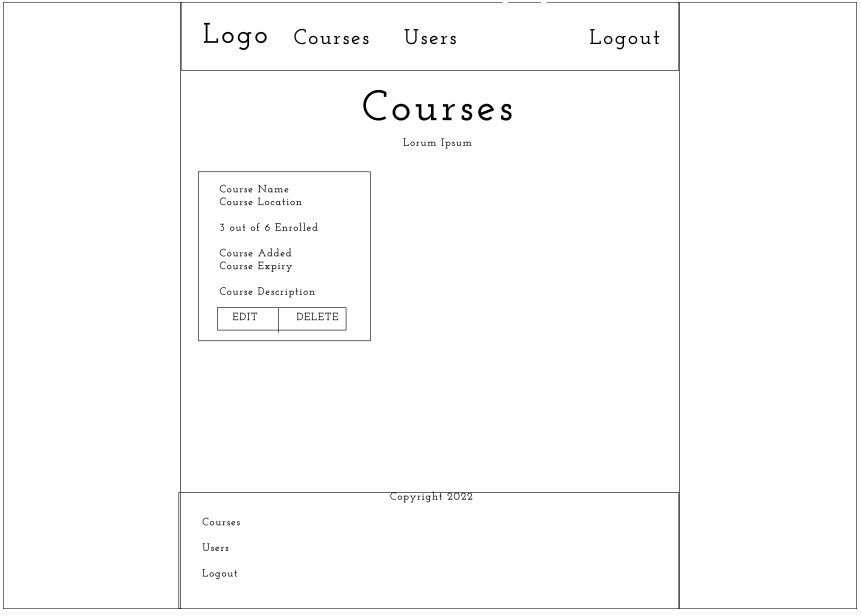 Logo Courses Users Logout
Courses
Lorum Ipsum
Course Name
Course Location
3 out of 6 Enrolled
Course Added
Course Expiry
Course Description
EDIT DELETE
Copyright 2022
Courses
Users
Logout